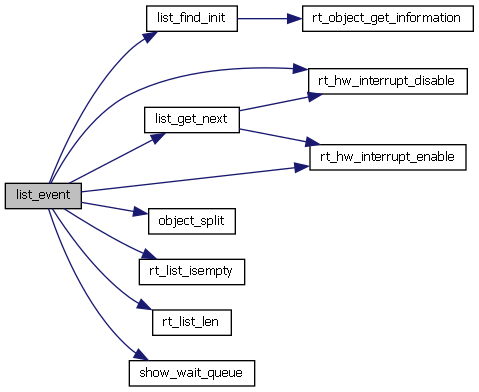 list_find_init
rt_object_get_information
rt_hw_interrupt_disable
list_get_next
rt_hw_interrupt_enable
list_event
object_split
rt_list_isempty
rt_list_len
show_wait_queue